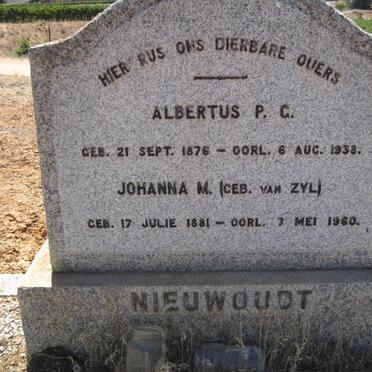 HIER RUS ONS DIERBARE OUERS
ALBERTUS P. G.
GEB. 21 SEPT. 1876 – OORL. 6 AUG. 1938.
JOHANNA M. (GEB. VAN ZYL)
GEB. 17 JULIE 1881 – OORL. 7 MEI 1960.
NIEUWOUDT